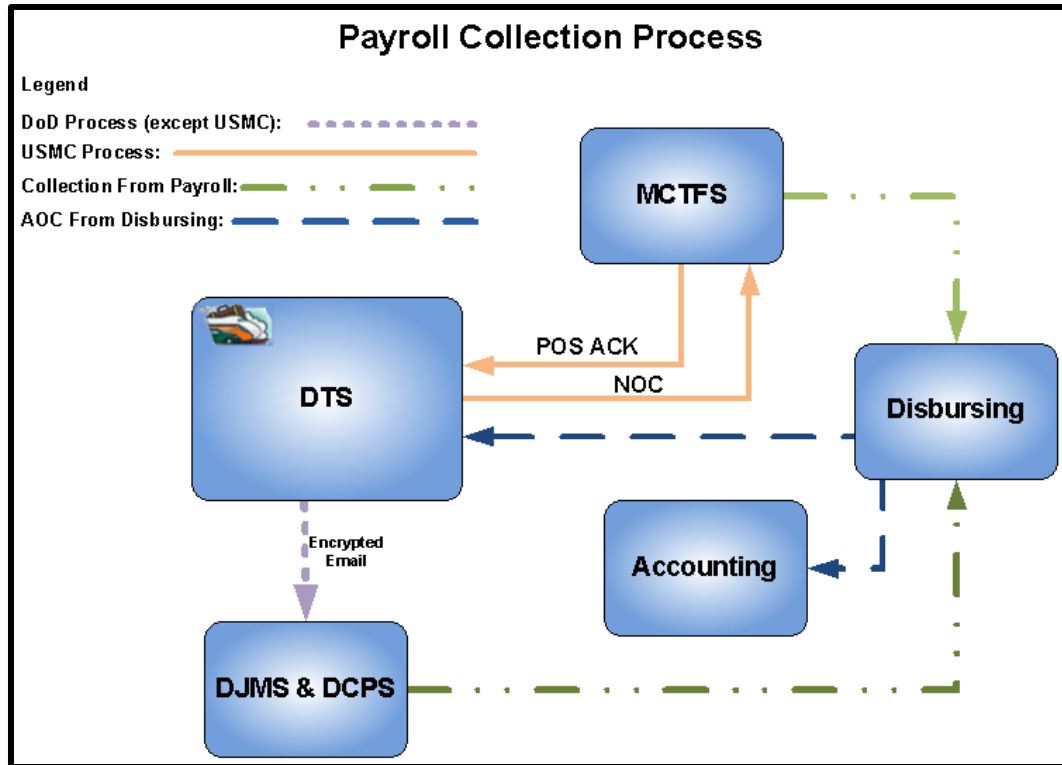 Payroll Collection Process
Legend
DoD Process (except USMC):
USMC Process:
Collection From Payroll:
AOC From Disbursing:
MCTFS
POS ACK
NOC
DTS
Disbursing
Encrypted
Email
Accounting
DJMS & DCPS